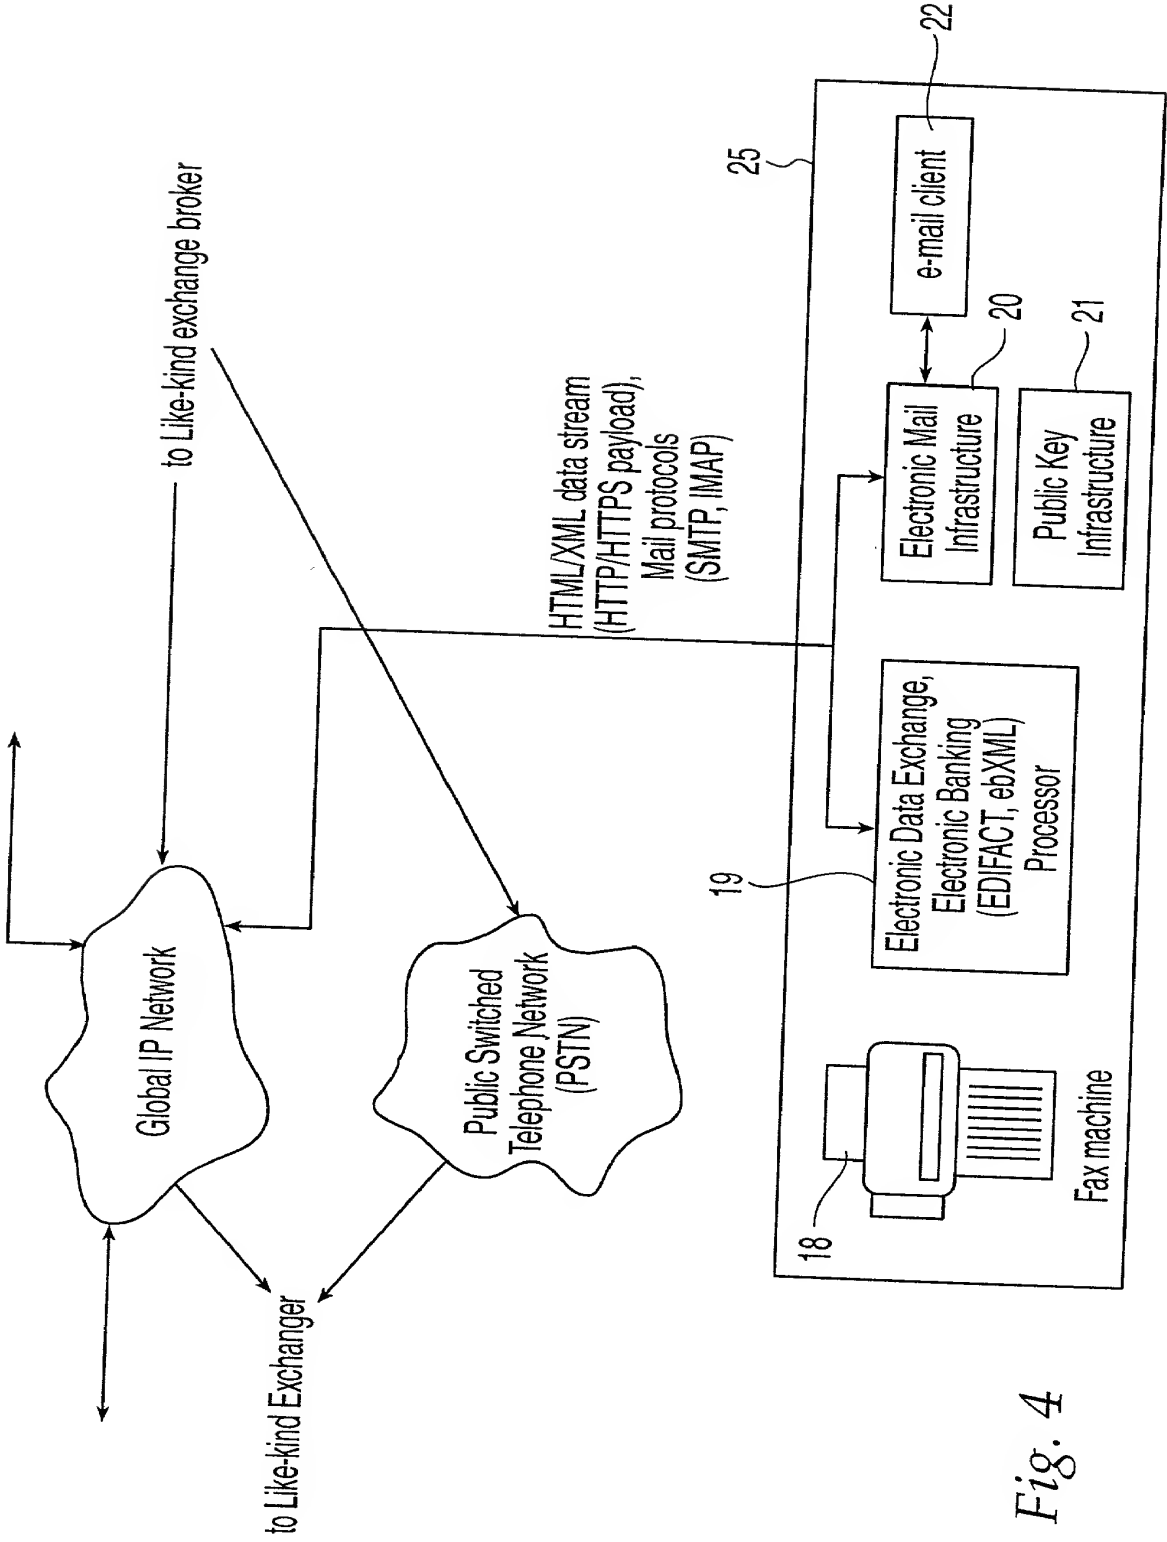 to Like-kind exchange broker
Global IP Network
to Like-kind Exchanger
Public Switched
Telephone Network
(PSTN)
HTML/XML data stream
(HTTP/HTTPS payload),
Mail protocols
(SMTP, IMAP)
25
18
Fax machine
19
Electronic Data Exchange,
Electronic Banking
(EDIFACT, ebXML)
Processor
Electronic Mail
Infrastructure
20
Public Key
Infrastructure
21
e-mail client
22
Fig. 4